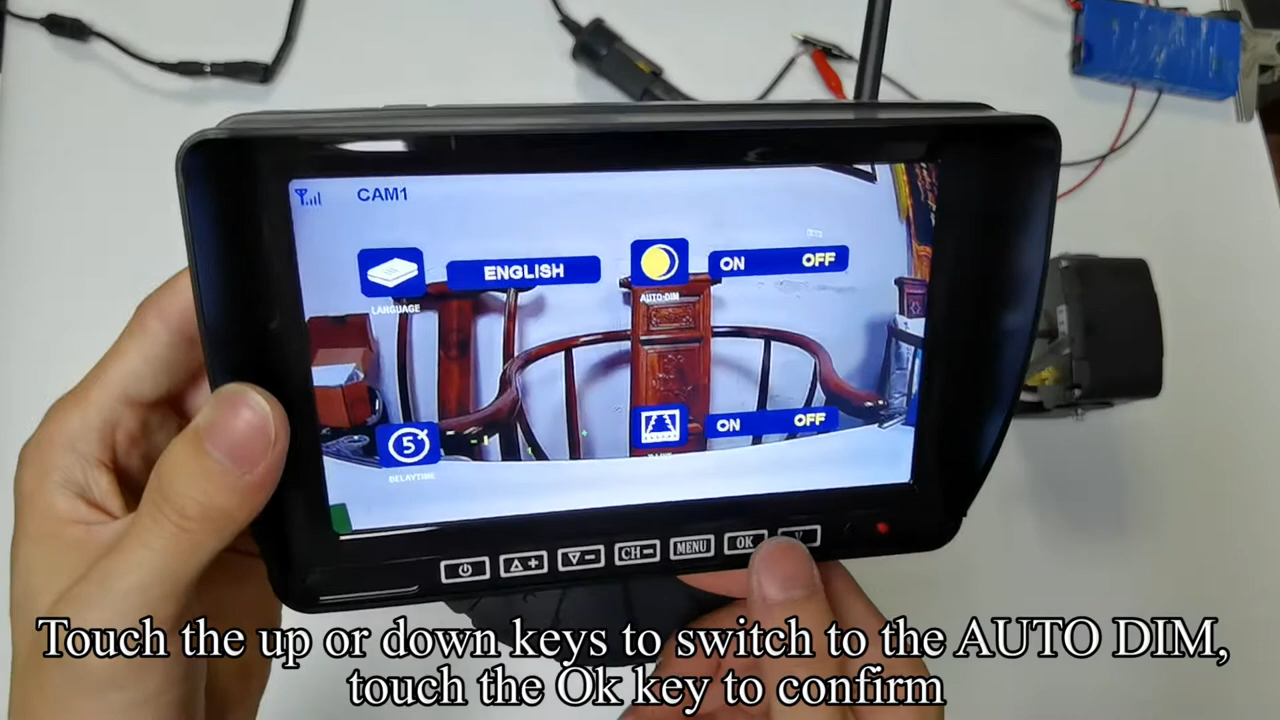 CAM1
ENGLISH
LANGUAGE
AUTO-DIM
ON OFF
5
DELAYTIME
ON OFF
CH−
MENU
OK
V
Touch the up or down keys to switch to the AUTO DIM,
touch the Ok key to confirm